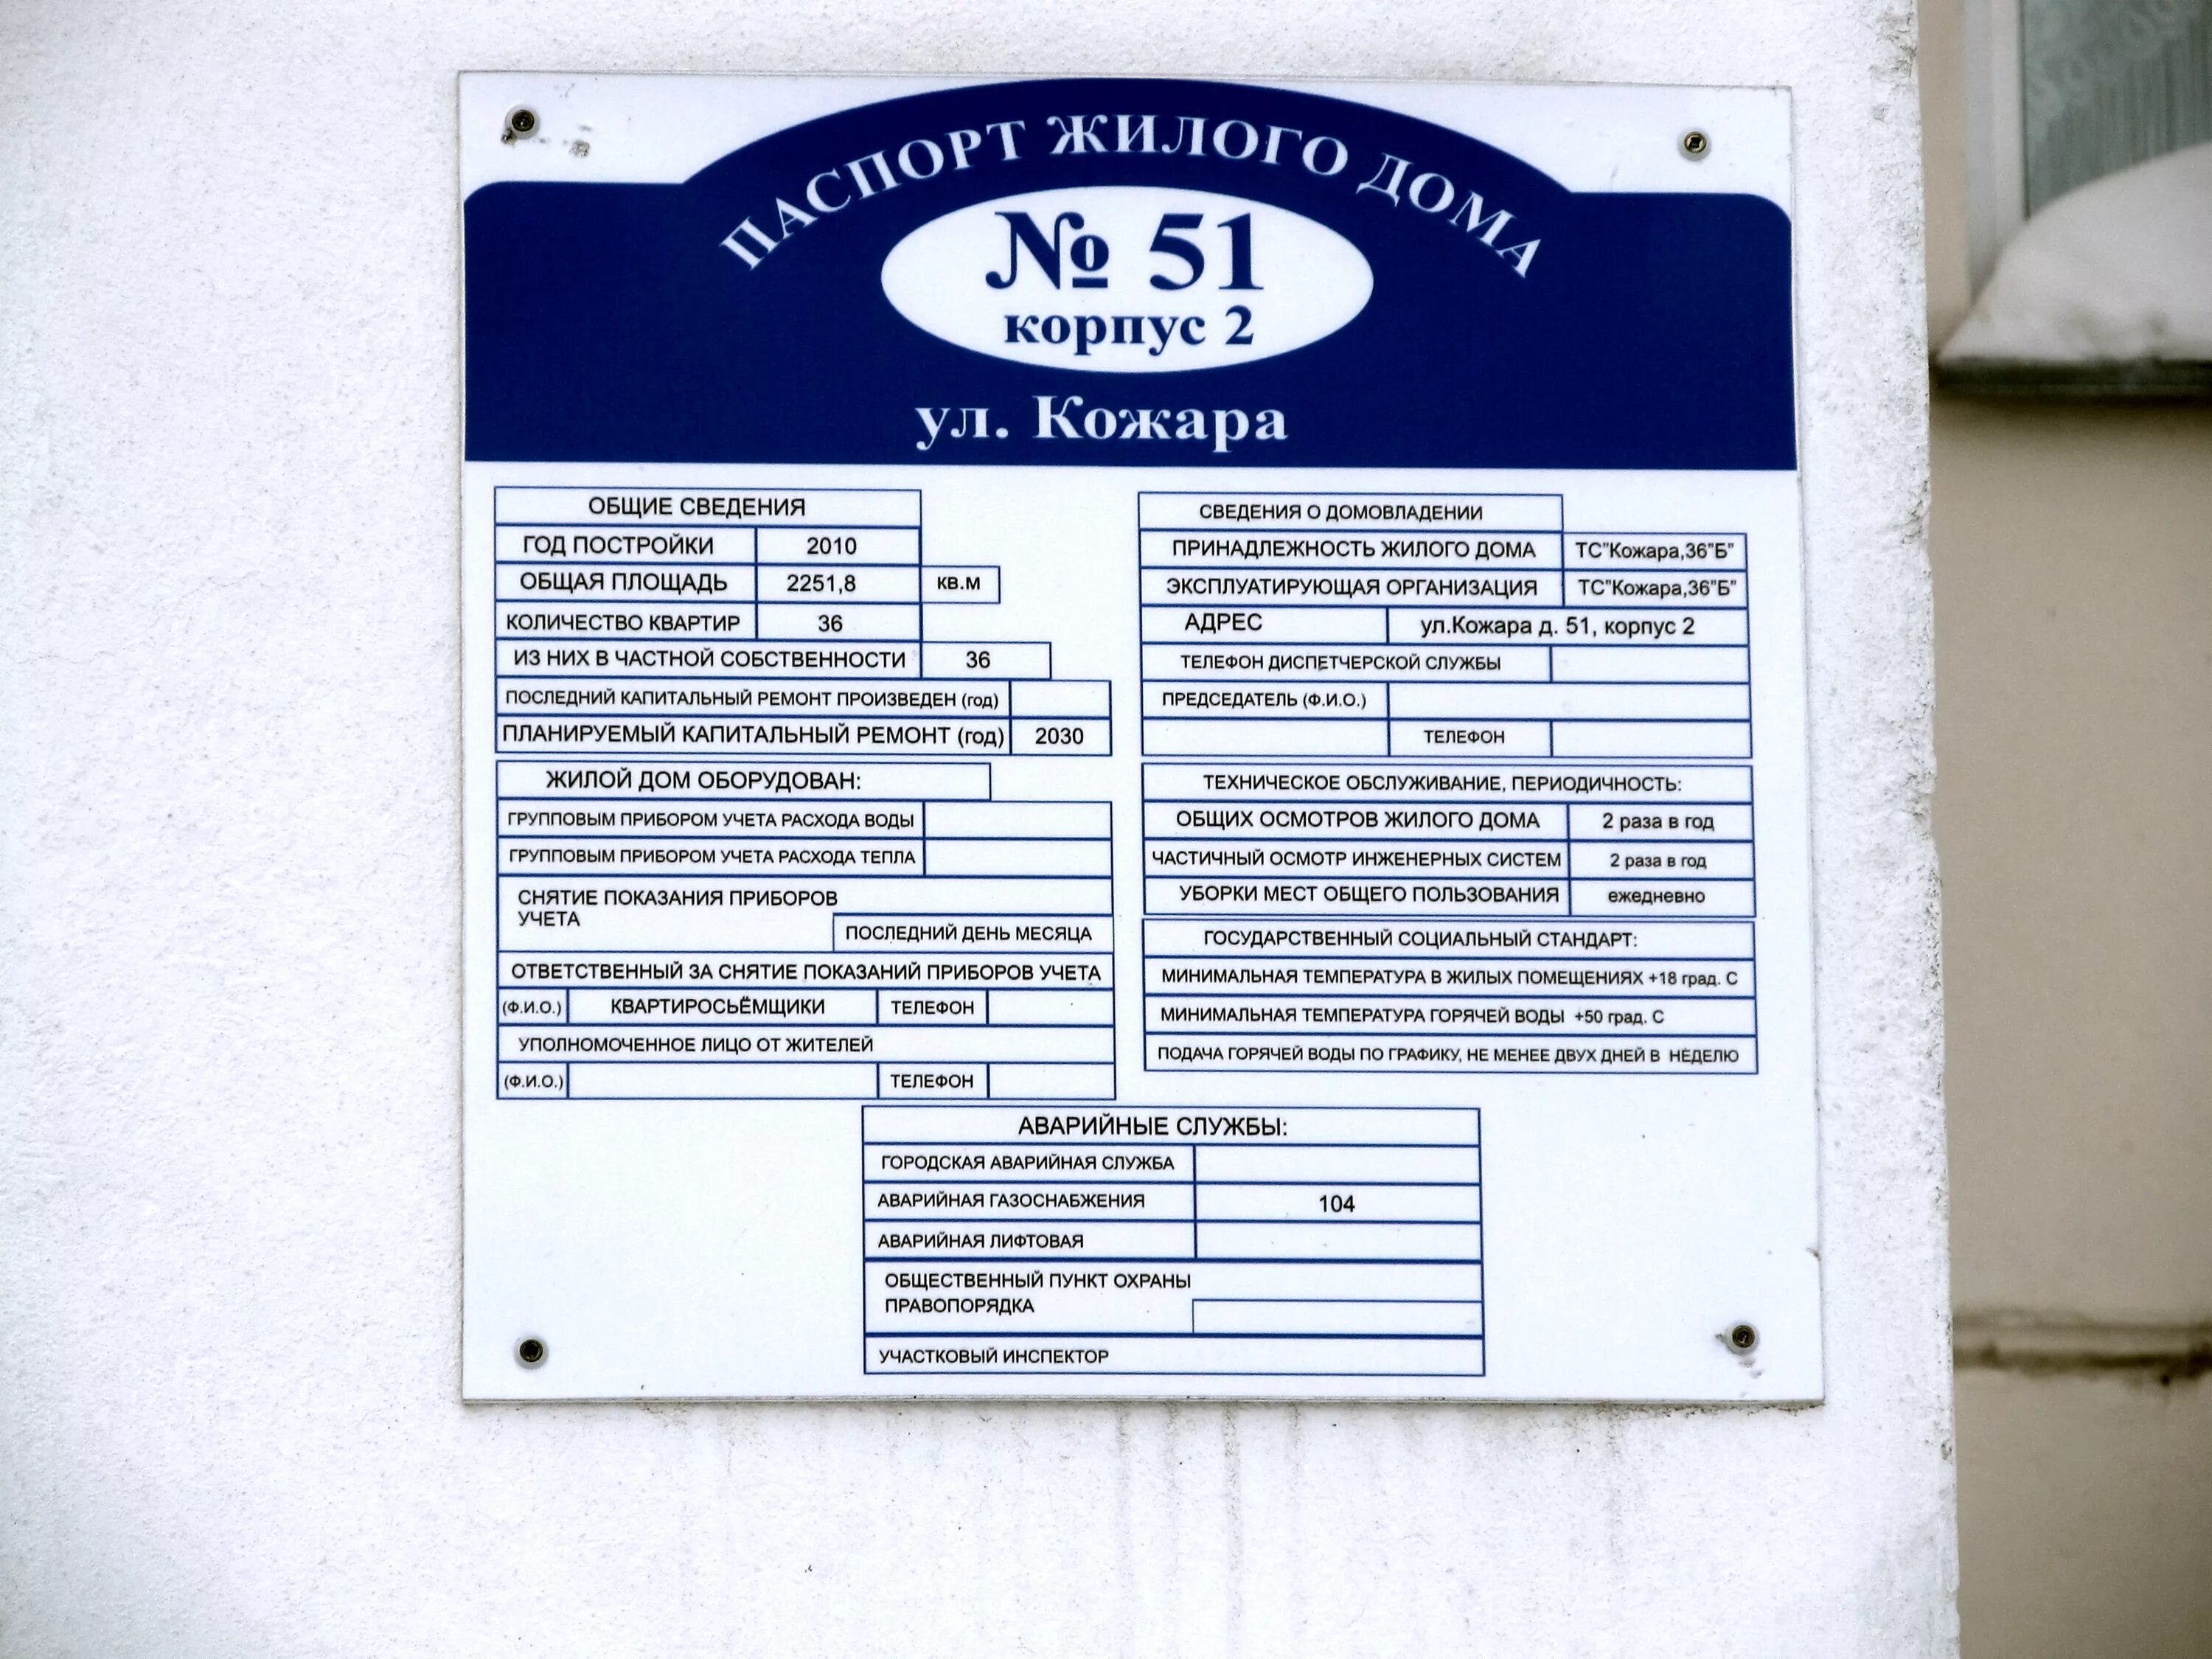 ПАСПОРТ ЖИЛОГО ДОМА
№ 51
корпус 2
ул. Кожара
ОБЩИЕ СВЕДЕНИЯ
ГОД ПОСТРОЙКИ 2010
ОБЩАЯ ПЛОЩАДЬ 2251,8 КВ.М
КОЛИЧЕСТВО КВАРТИР 36
ИЗ НИХ В ЧАСТНОЙ СОБСТВЕННОСТИ 36
ПОСЛЕДНИЙ КАПИТАЛЬНЫЙ РЕМОНТ ПРОИЗВЕДЕН (год)
ПЛАНИРУЕМЫЙ КАПИТАЛЬНЫЙ РЕМОНТ (год) 2030
ЖИЛОЙ ДОМ ОБОРУДОВАН:
ГРУППОВЫМ ПРИБОРОМ УЧЕТА РАСХОДА ВОДЫ
ГРУППОВЫМ ПРИБОРОМ УЧЕТА РАСХОДА ТЕПЛА
СНЯТИЕ ПОКАЗАНИЯ ПРИБОРОВ
УЧЕТА
ПОСЛЕДНИЙ ДЕНЬ МЕСЯЦА
ОТВЕТСТВЕННЫЙ ЗА СНЯТИЕ ПОКАЗАНИЙ ПРИБОРОВ УЧЕТА
(Ф.И.О.) КВАРТИРОСЬЁМЩИКИ ТЕЛЕФОН
УПОЛНОМОЧЕННОЕ ЛИЦО ОТ ЖИТЕЛЕЙ
(Ф.И.О.) ТЕЛЕФОН
СВЕДЕНИЯ О ДОМОВЛАДЕНИИ
ПРИНАДЛЕЖНОСТЬ ЖИЛОГО ДОМА ТС"Кожара,36"Б"
ЭКСПЛУАТИРУЮЩАЯ ОРГАНИЗАЦИЯ ТС"Кожара,36"Б"
АДРЕС ул.Кожара д. 51, корпус 2
ТЕЛЕФОН ДИСПЕТЧЕРСКОЙ СЛУЖБЫ
ПРЕДСЕДАТЕЛЬ (Ф.И.О.)
ТЕЛЕФОН
ТЕХНИЧЕСКОЕ ОБСЛУЖИВАНИЕ, ПЕРИОДИЧНОСТЬ:
ОБЩИХ ОСМОТРОВ ЖИЛОГО ДОМА 2 раза в год
ЧАСТИЧНЫЙ ОСМОТР ИНЖЕНЕРНЫХ СИСТЕМ 2 раза в год
УБОРКИ МЕСТ ОБЩЕГО ПОЛЬЗОВАНИЯ ежедневно
ГОСУДАРСТВЕННЫЙ СОЦИАЛЬНЫЙ СТАНДАРТ:
МИНИМАЛЬНАЯ ТЕМПЕРАТУРА В ЖИЛЫХ ПОМЕЩЕНИЯХ +18 град. С
МИНИМАЛЬНАЯ ТЕМПЕРАТУРА ГОРЯЧЕЙ ВОДЫ +50 град. С
ПОДАЧА ГОРЯЧЕЙ ВОДЫ ПО ГРАФИКУ, НЕ МЕНЕЕ ДВУХ ДНЕЙ В НЕДЕЛЮ
АВАРИЙНЫЕ СЛУЖБЫ:
ГОРОДСКАЯ АВАРИЙНАЯ СЛУЖБА
АВАРИЙНАЯ ГАЗОСНАБЖЕНИЯ 104
АВАРИЙНАЯ ЛИФТОВАЯ
ОБЩЕСТВЕННЫЙ ПУНКТ ОХРАНЫ
ПРАВОПОРЯДКА
УЧАСТКОВЫЙ ИНСПЕКТОР